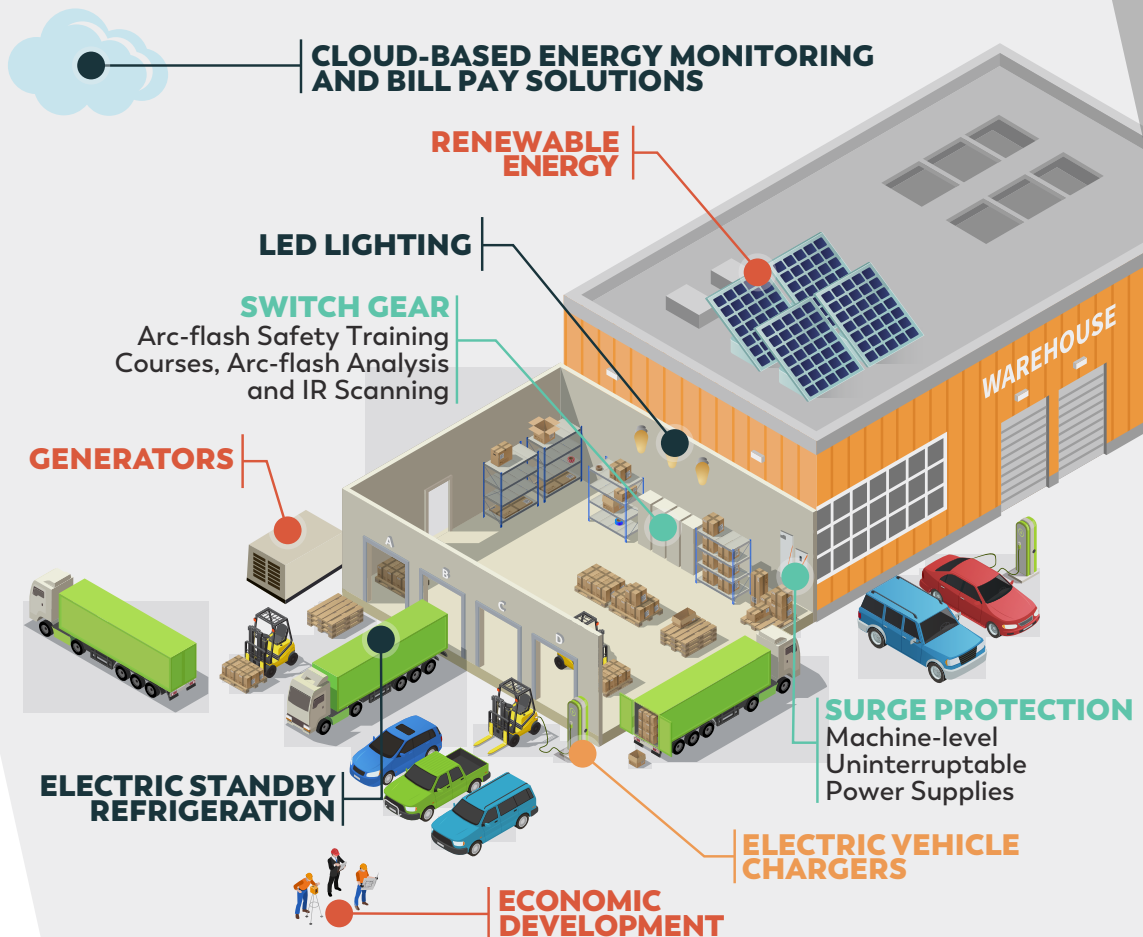 CLOUD-BASED ENERGY MONITORING
AND BILL PAY SOLUTIONS
RENEWABLE
ENERGY
LED LIGHTING
SWITCH GEAR
Arc-flash Safety Training
Courses, Arc-flash Analysis
and IR Scanning
WAREHOUSE
GENERATORS
A
B
C
D
SURGE PROTECTION
Machine-level
Uninterruptable
Power Supplies
ELECTRIC STANDBY
REFRIGERATION
ELECTRIC VEHICLE
CHARGERS
ECONOMIC
DEVELOPMENT